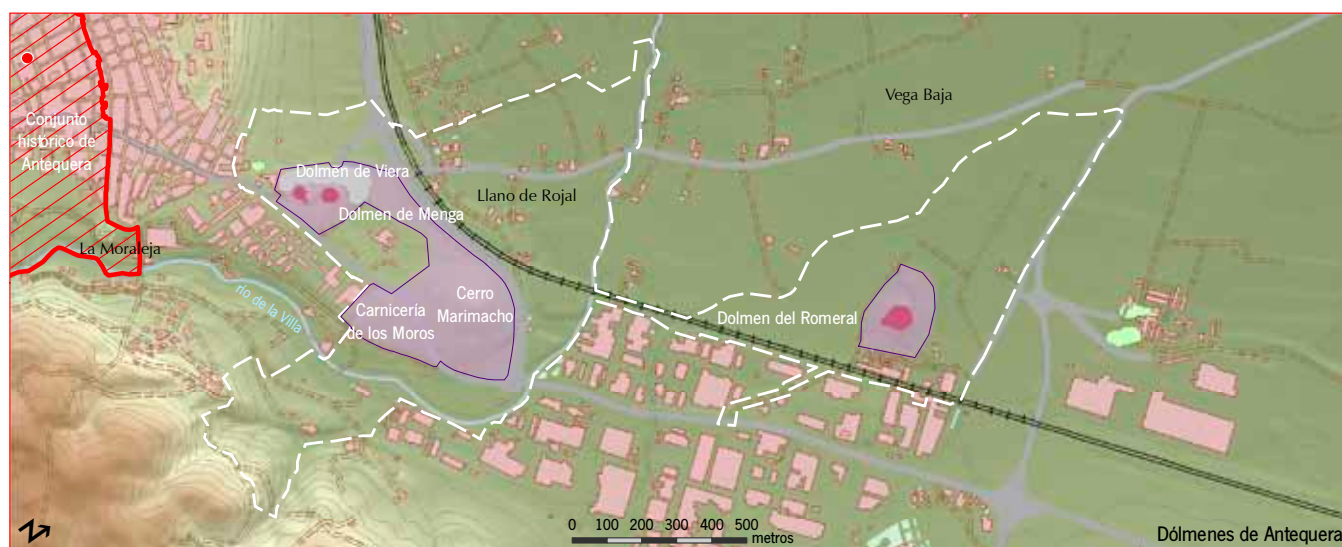 Vega Baja
Conjunto
histórico de
Antequera
Dolmen de Viera
Llano de Rojal
Dolmen de Menga
La Moraleja
río de la Villa
Cerro
Marimacho
Carnicería
de los Moros
Dolmen del Romeral
0 100 200 300 400 500
metros
Dólmenes de Antequera
N